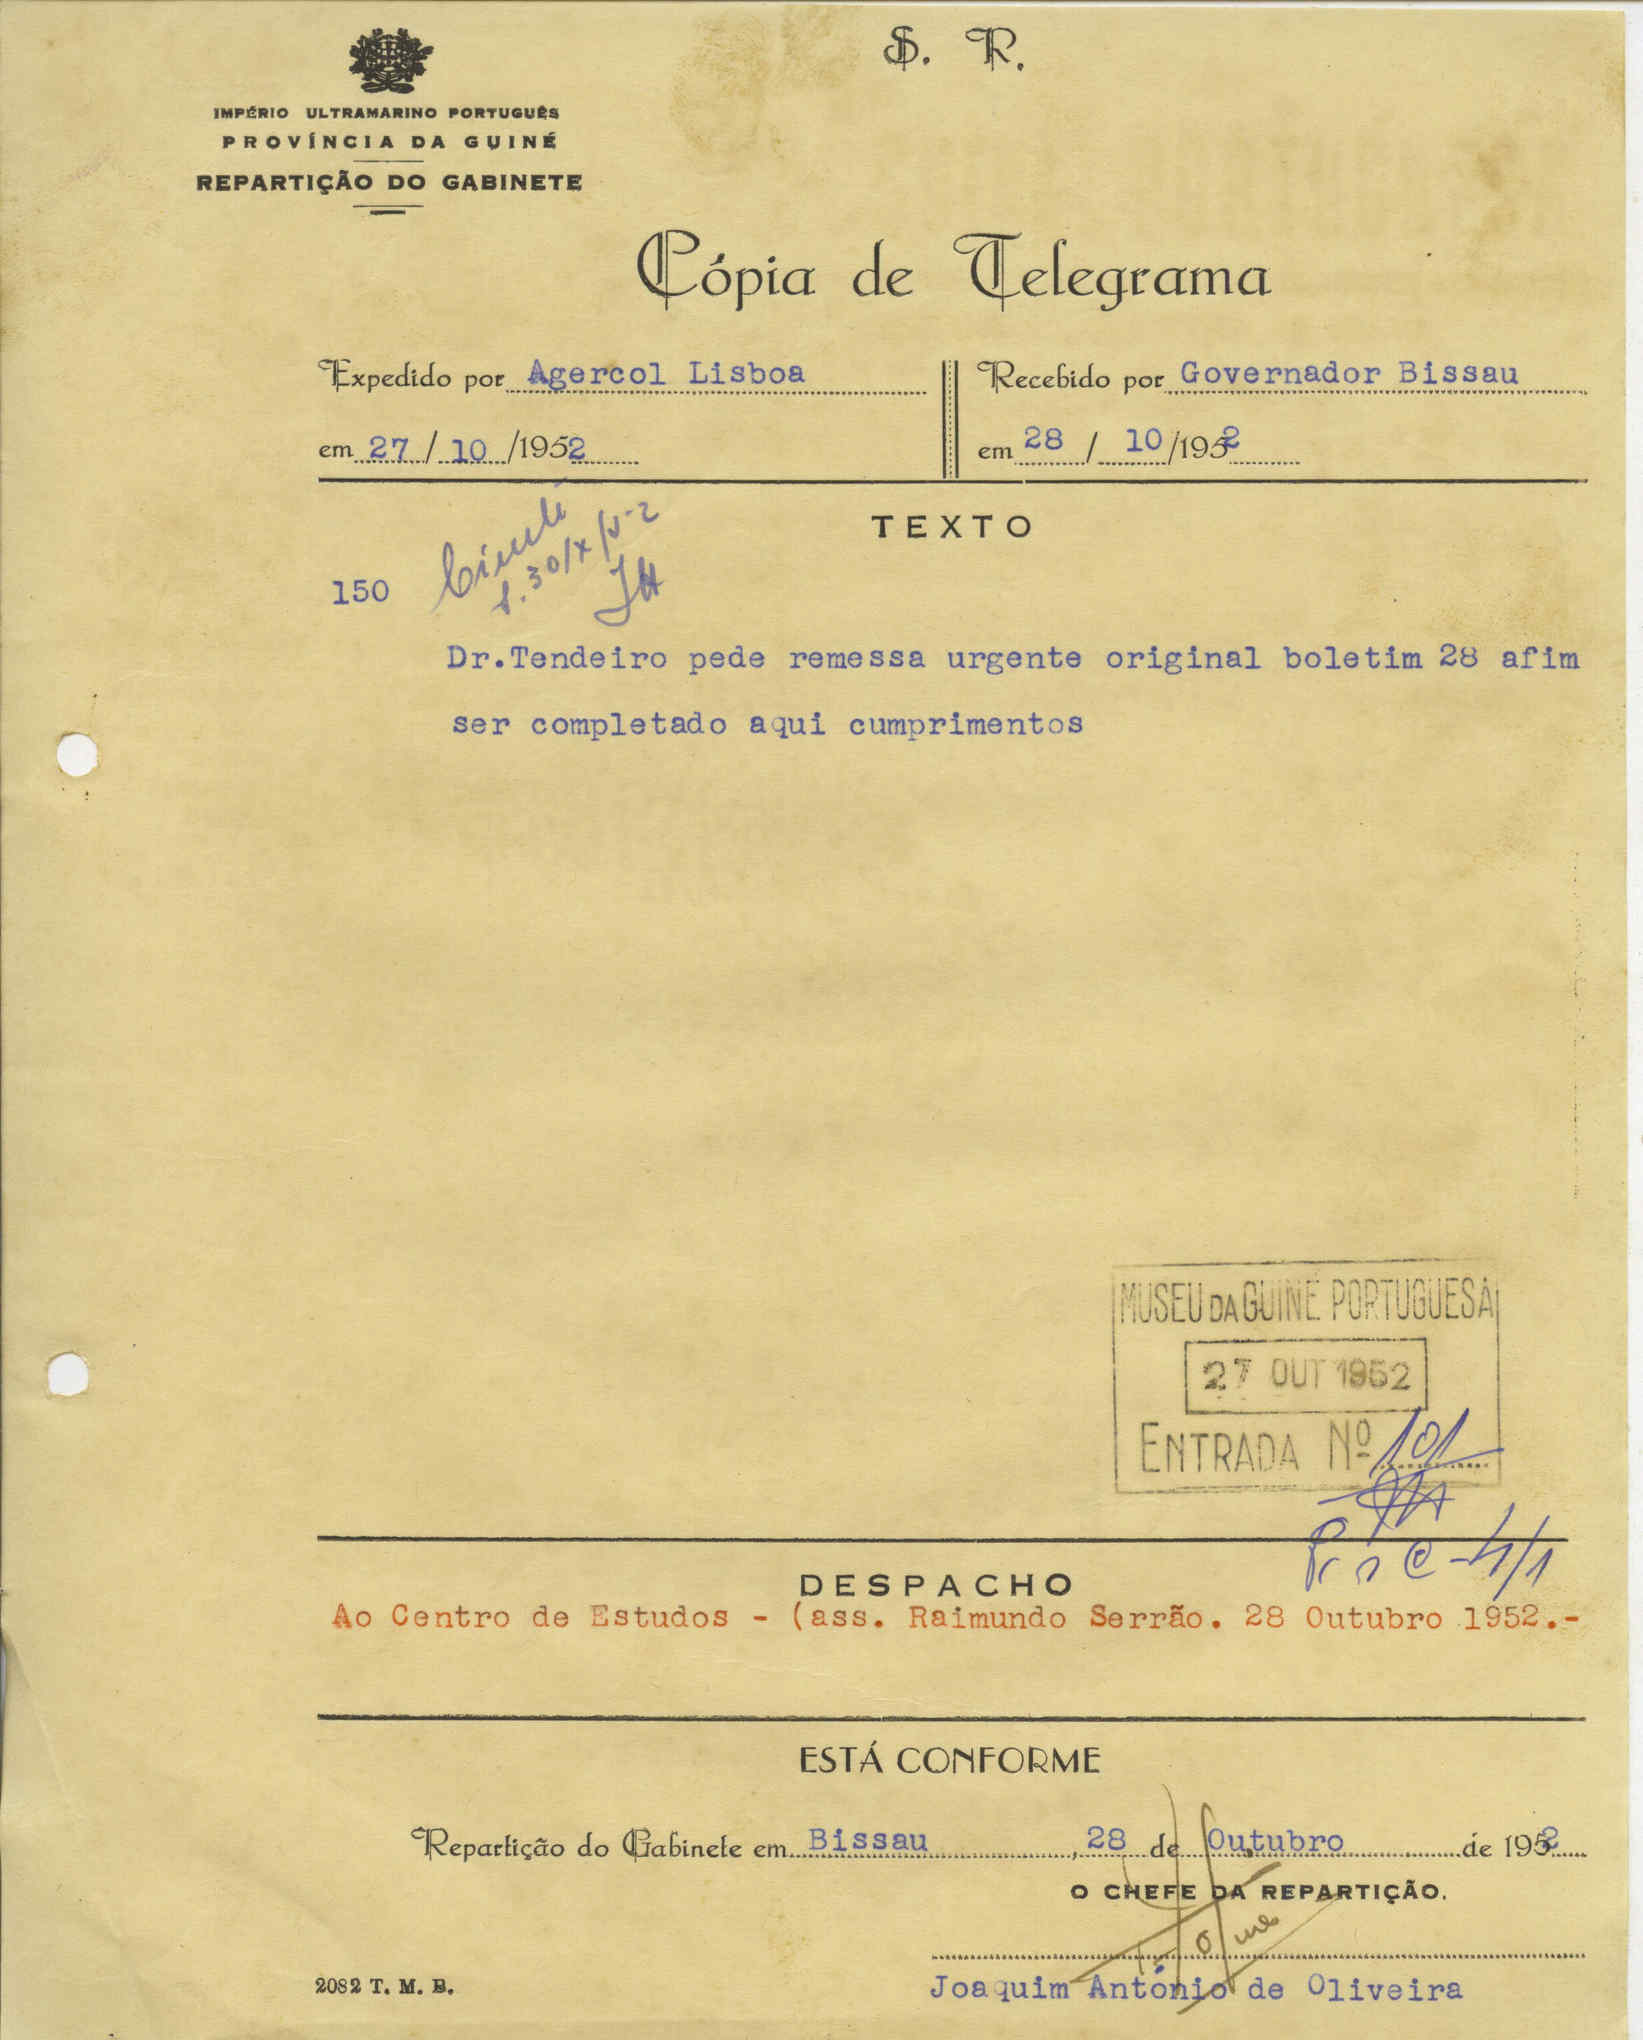 S. R.
IMPÉRIO ULTRAMARINO PORTUGUÊS
PROVÍNCIA DA GUINÉ
REPARTIÇÃO DO GABINETE
Cópia de Telegrama
Expedido por Agercol Lisboa
em 27 / 10 /1952
Recebido por Governador Bissau
em 28 / 10 /1952
TEXTO
30/X/52
150
Dr.Tendeiro pede remessa urgente original boletim 28 afim
ser completado aqui cumprimentos
MUSEU DA GUINÉ PORTUGUESA
27 OUT 1952
ENTRADA Nº 101
DESPACHO
Ao Centro de Estudos - (ass. Raimundo Serrão. 28 Outubro 1952.-
ESTÁ CONFORME
Repartição do Gabinete em Bissau, 28 de Outubro de 1952
O CHEFE DA REPARTIÇÃO.
Joaquim António de Oliveira
2082 T. M. B.